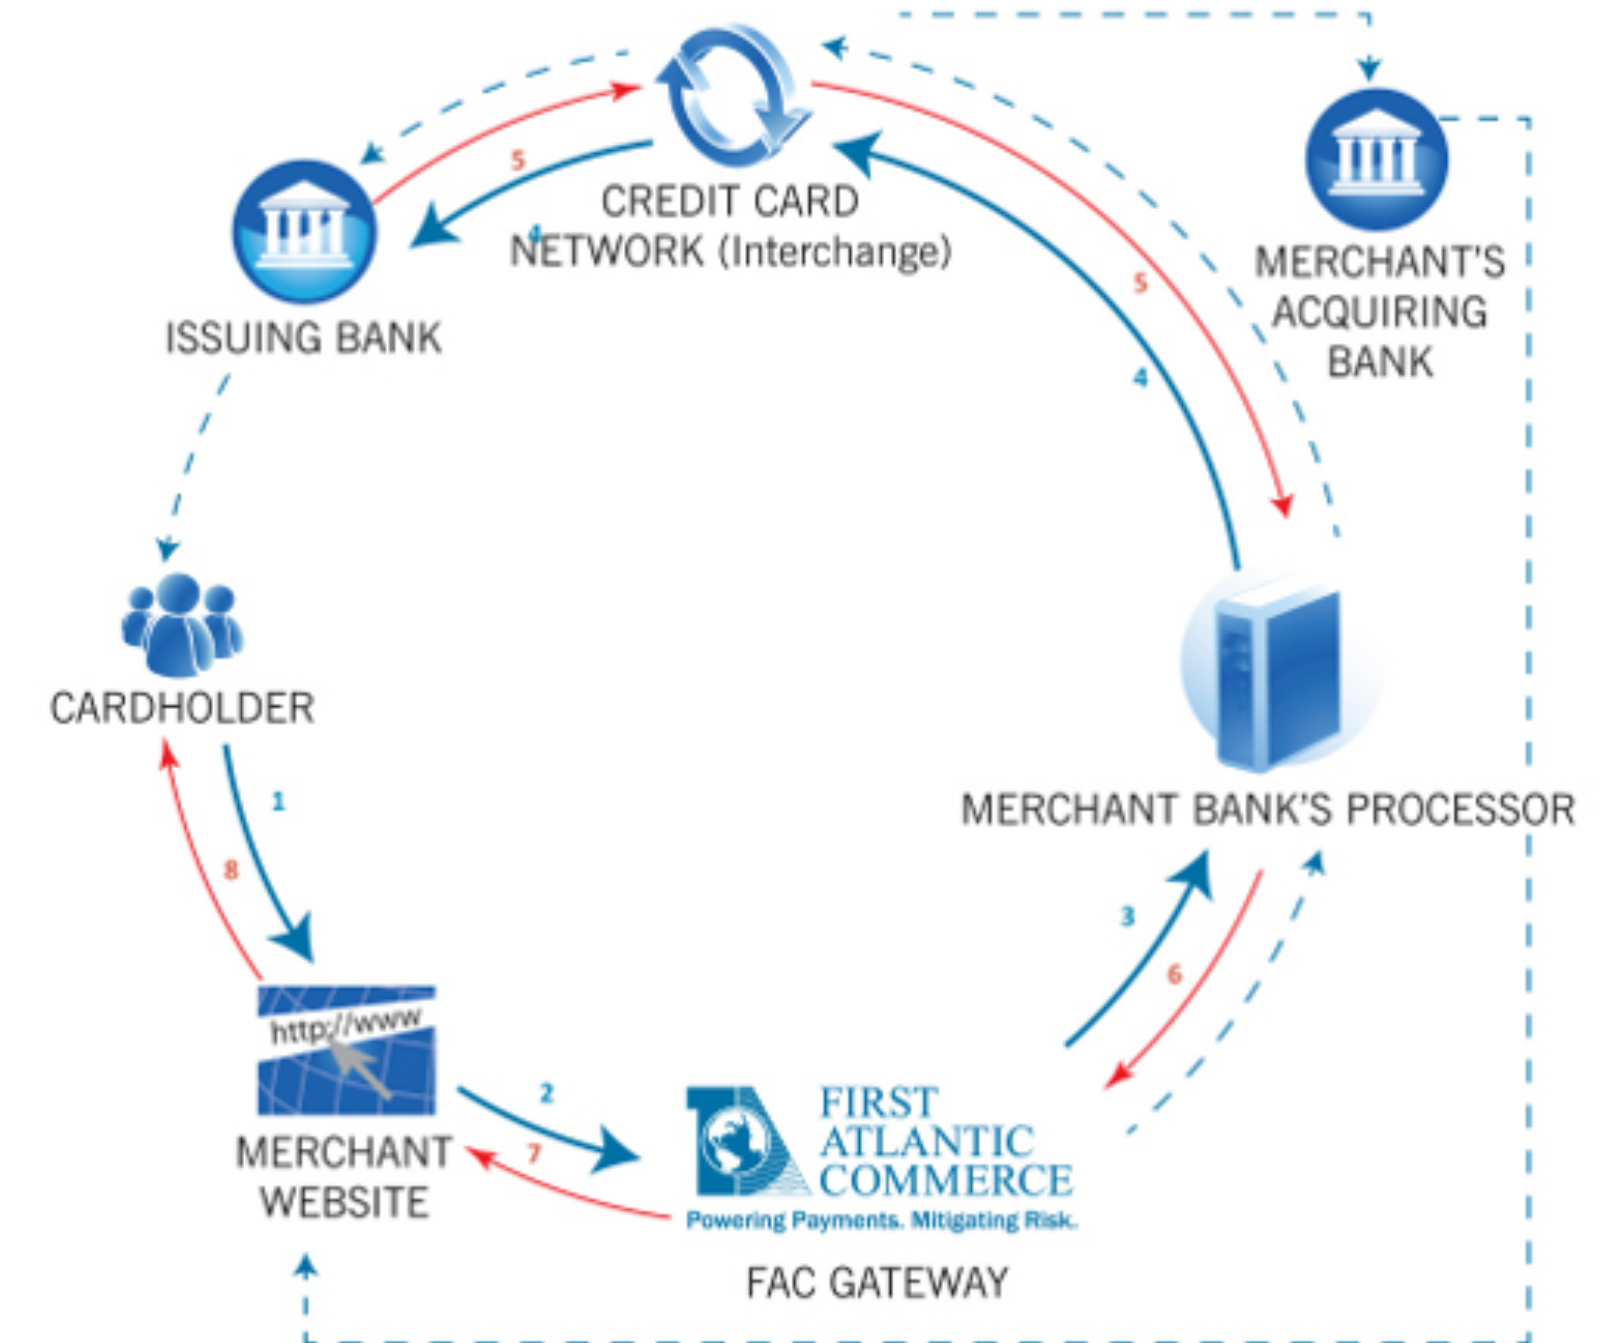 5
CREDIT CARD
4
NETWORK (Interchange)
MERCHANT'S
ACQUIRING
BANK
5
4
ISSUING BANK
CARDHOLDER
1
8
MERCHANT BANK'S PROCESSOR
3
6
http://www
2
7
MERCHANT
WEBSITE
FIRST
ATLANTIC
COMMERCE
Powering Payments. Mitigating Risk.
FAC GATEWAY